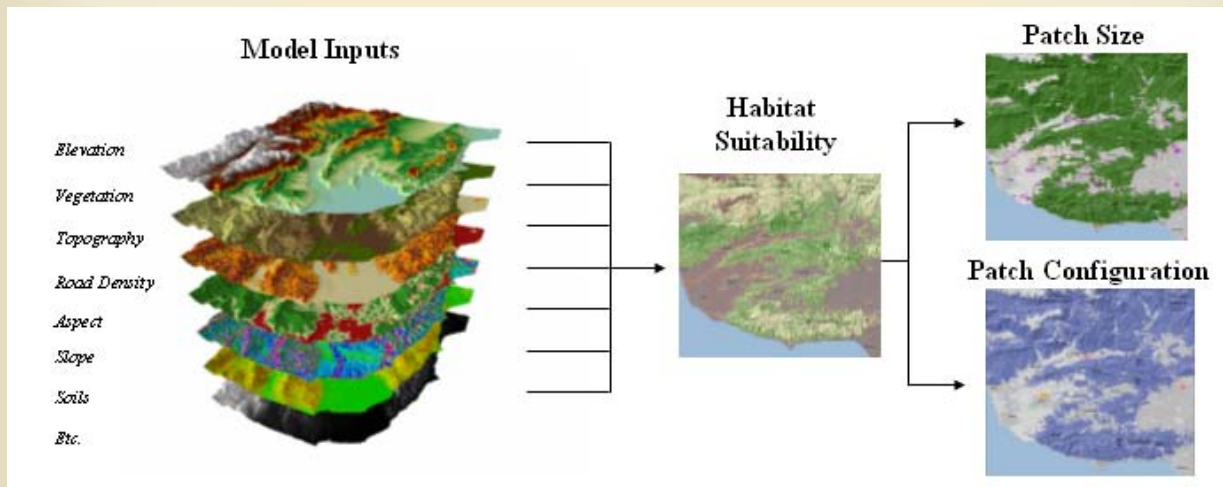 Model Inputs
Elevation
Vegetation
Topography
Road Density
Aspect
Slope
Soils
Etc.
Habitat
Suitability
Patch Size
Patch Configuration